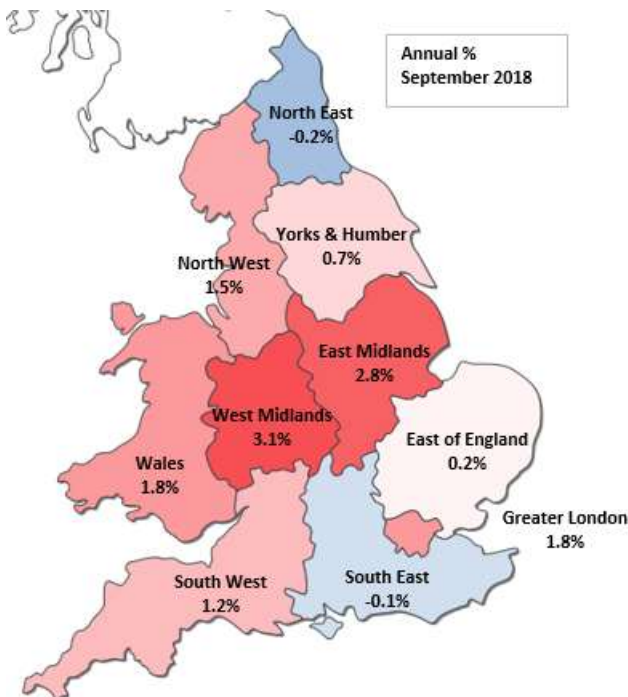 Annual %
September 2018
North East
-0.2%
Yorks & Humber
0.7%
North West
1.5%
East Midlands
2.8%
West Midlands
3.1%
East of England
0.2%
Wales
1.8%
Greater London
1.8%
South West
1.2%
South East
-0.1%